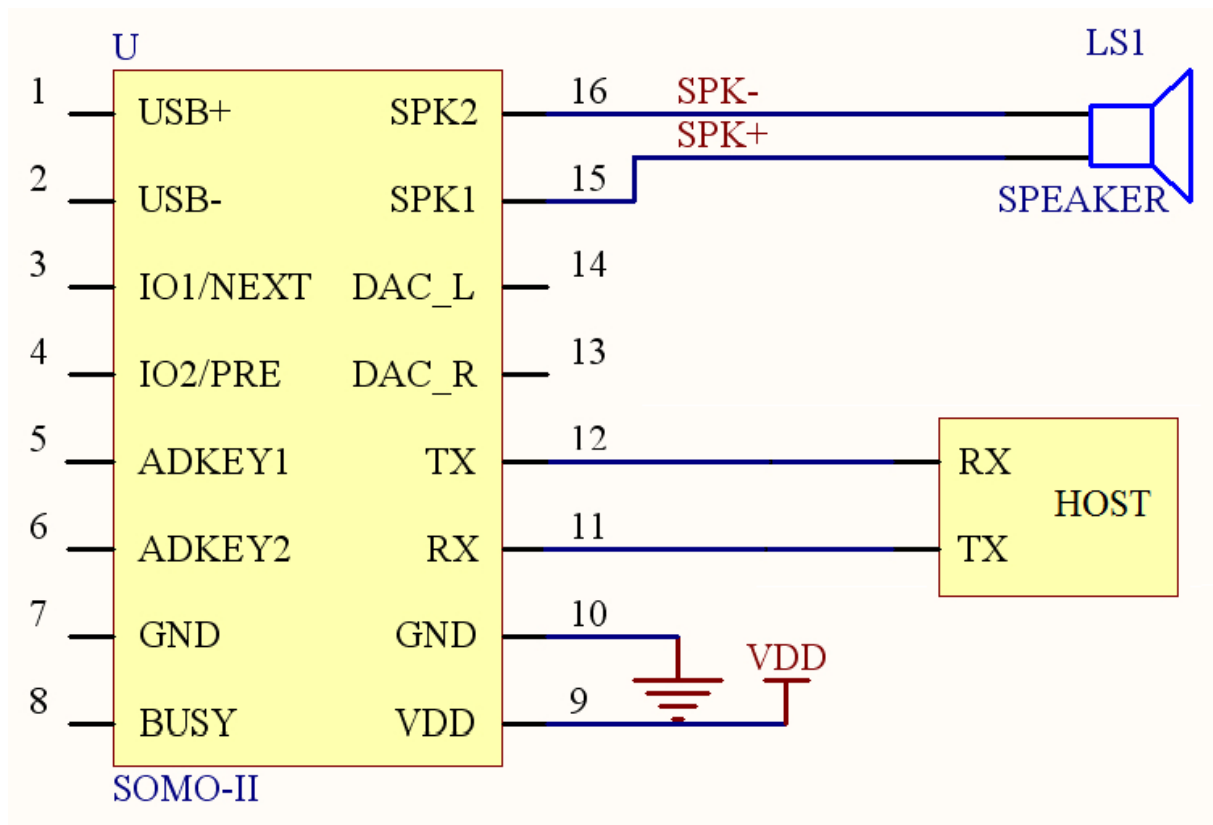 U
LS1
1 USB+ SPK2 16 SPK-
SPK+
2 USB- SPK1 15 SPEAKER
3 IO1/NEXT DAC_L 14
4 IO2/PRE DAC_R 13
5 ADKEY1 TX 12 RX
HOST
6 ADKEY2 RX 11 TX
7 GND GND 10
VDD
8 BUSY VDD 9
SOMO-II